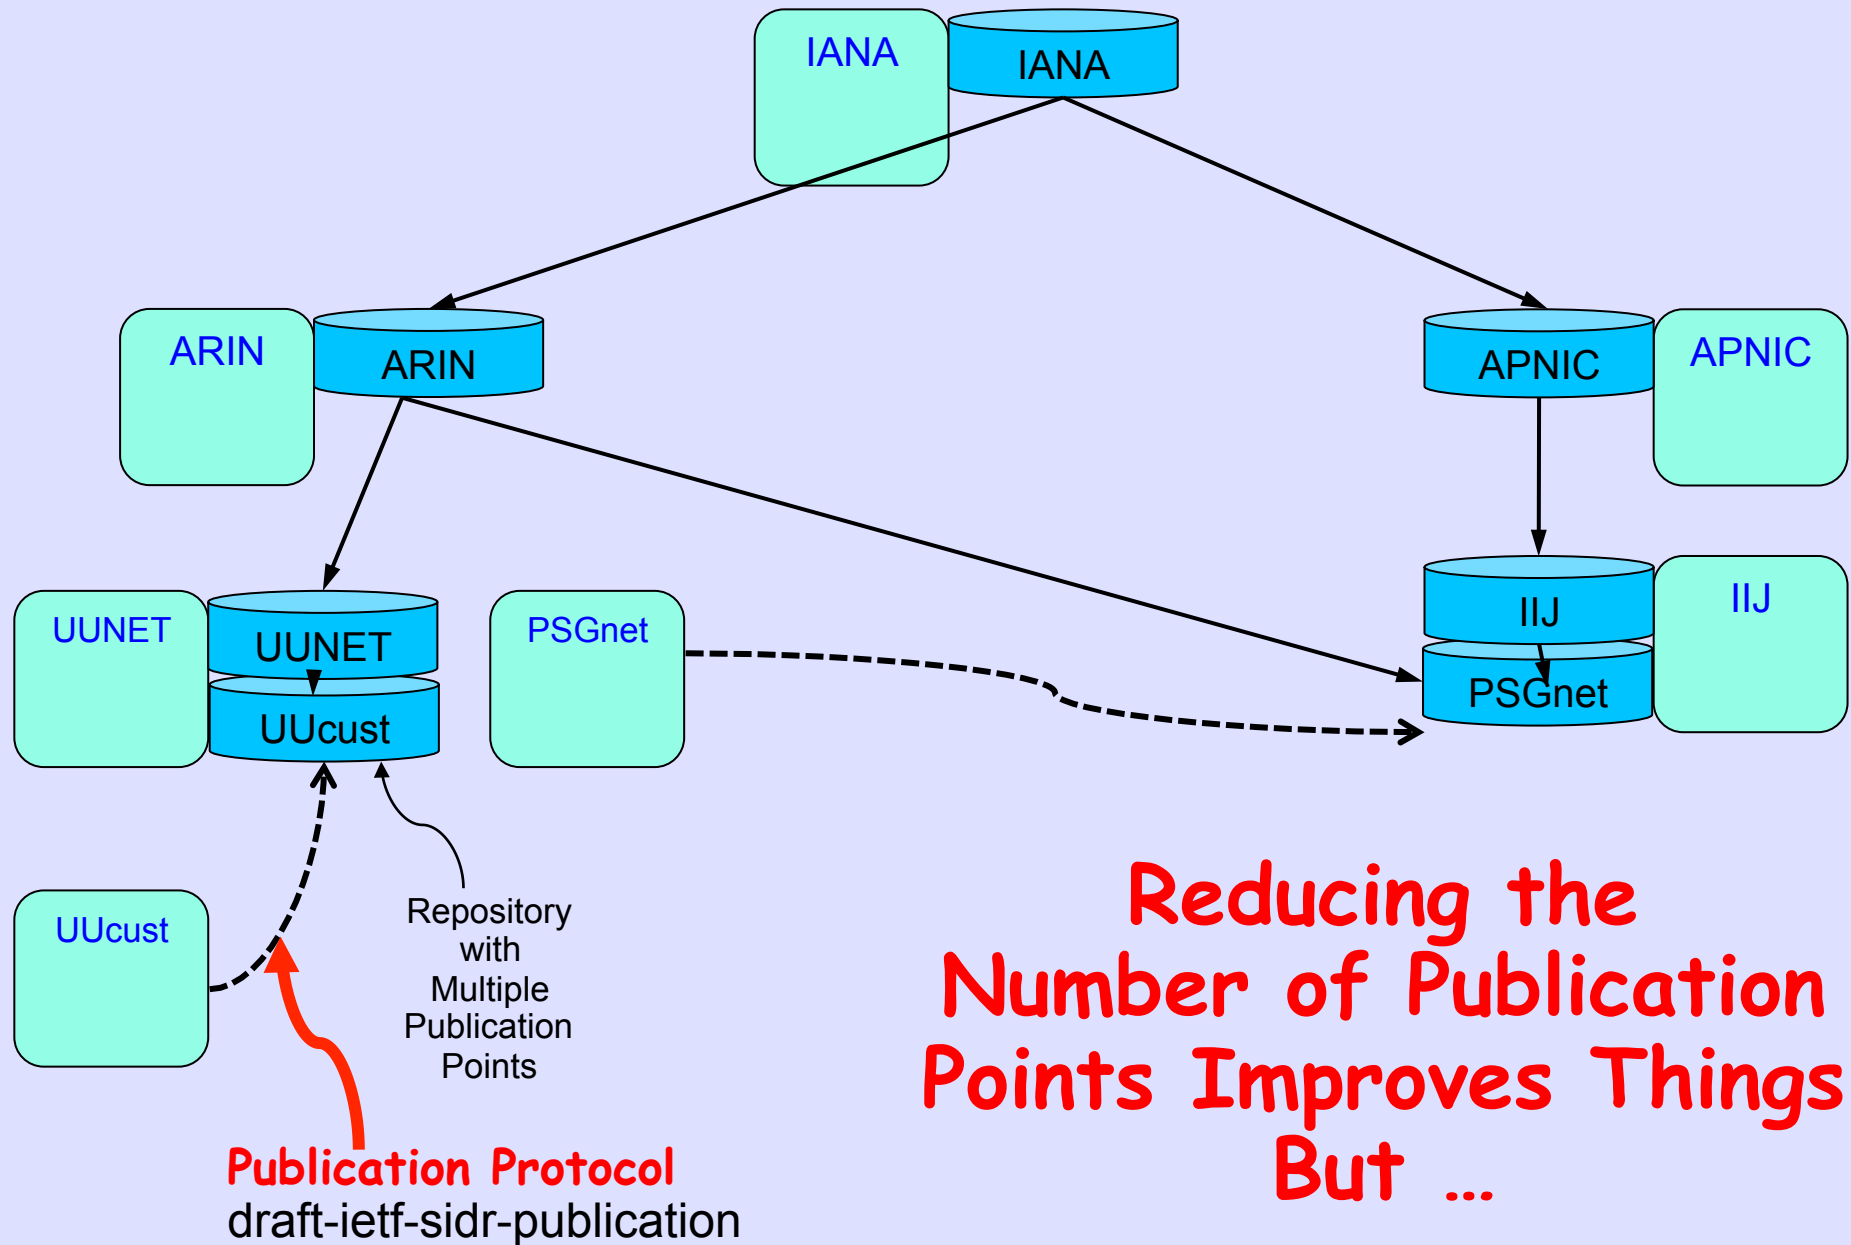 IANA
IANA
ARIN
ARIN
APNIC
APNIC
UUNET
UUNET
UUcust
PSGnet
IIJ
PSGnet
IIJ
UUcust
Repository
with
Multiple
Publication
Points
Publication Protocol
draft-ietf-sidr-publication
Reducing the
Number of Publication
Points Improves Things
But ...